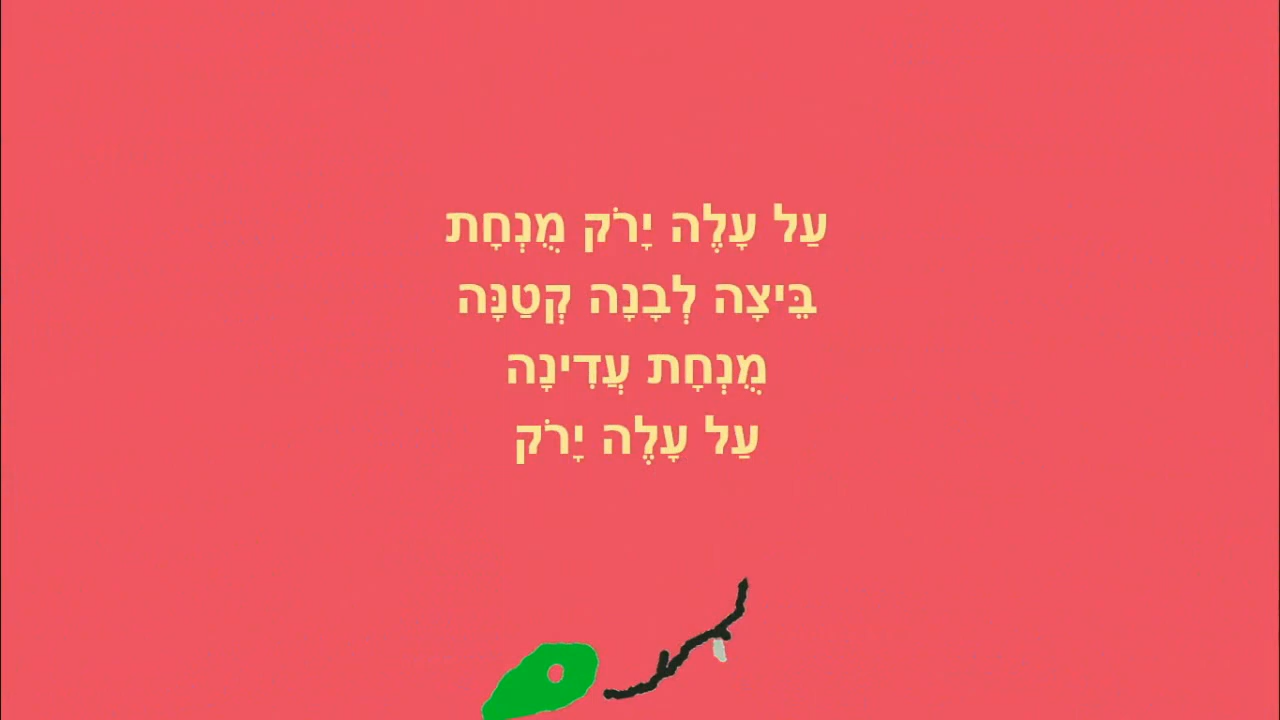 עַל עָלֶה יָרֹק מֻנְחָת
בֵּיצָה לְבָנָה קְטַנָּה
מֻנְחָת עֲדִינָה
עַל עָלֶה יָרֹק